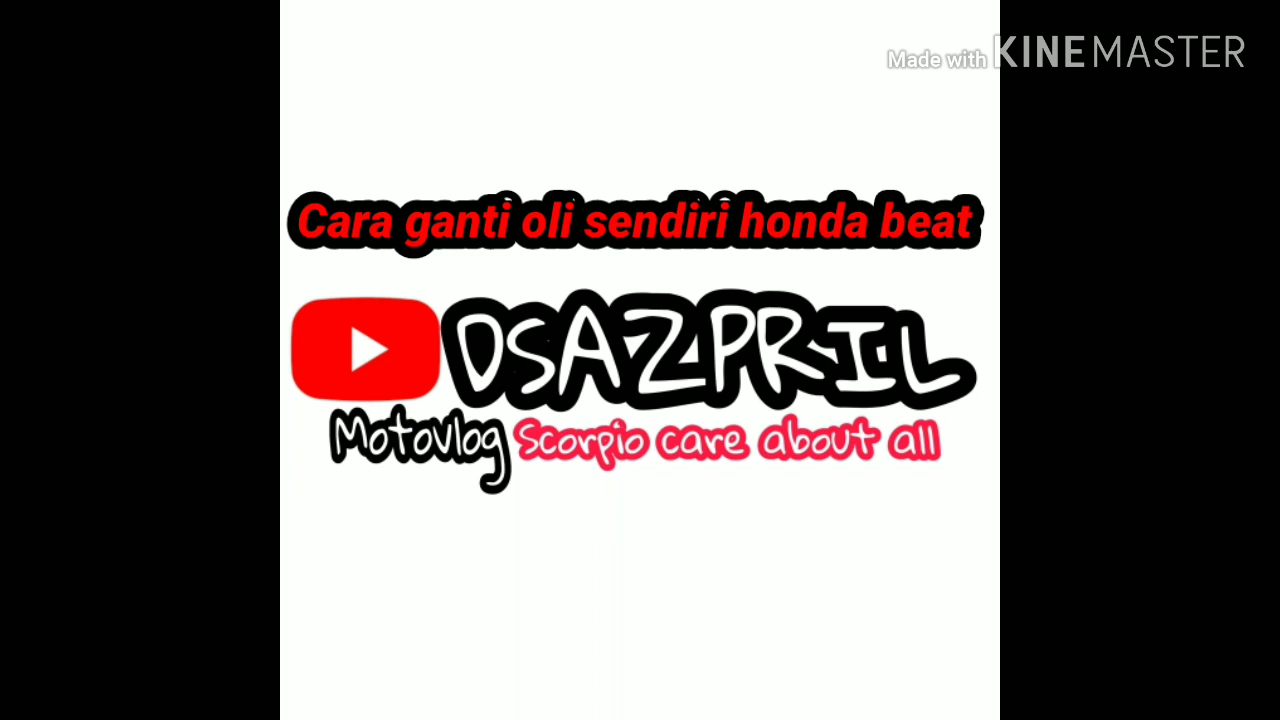 Made with KINEMASTER
Cara ganti oli sendiri honda beat
DSAZPRIL
Motovlog Scorpio care about all